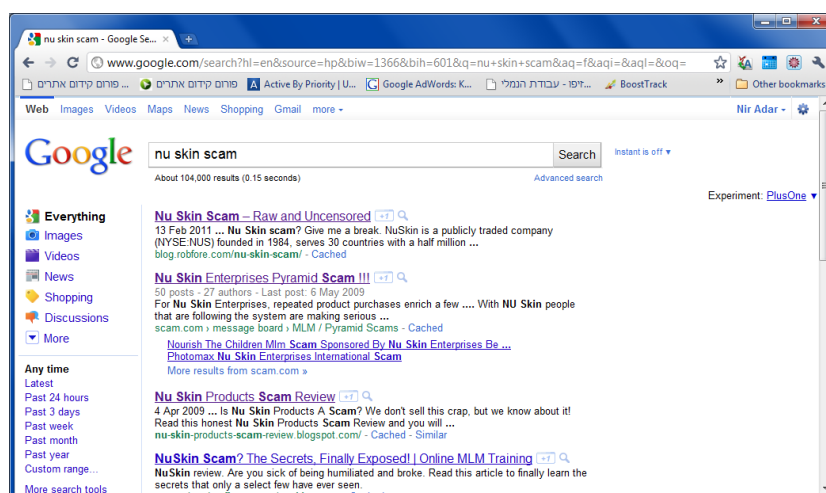 nu skin scam - Google Se...
www.google.com/search?hl=en&source=hp&biw=1366&bih=601&q=nu+skin+scam&aq=f&aqi=&aql=&oq=
פורום קידום אתרים ... פורום קידום אתרים Active By Priority | U... Google AdWords: K... זיפו - עבודת הנמלי... BoostTrack » Other bookmarks
Web Images Videos Maps News Shopping Gmail more Nir Adar
Google nu skin scam Search Instant is off ▼
About 104,000 results (0.15 seconds) Advanced search
Experiment: PlusOne ▼
Everything
Images
Videos
News
Shopping
Discussions
More
Any time
Latest
Past 24 hours
Past 3 days
Past week
Past month
Past year
Custom range...
More search tools
Nu Skin Scam – Raw and Uncensored +1
13 Feb 2011 ... Nu Skin scam? Give me a break. NuSkin is a publicly traded company
(NYSE:NUS) founded in 1984, serves 30 countries with a half million ...
blog.robfore.com/nu-skin-scam/ - Cached
Nu Skin Enterprises Pyramid Scam !!! +1
50 posts - 27 authors - Last post: 6 May 2009
For Nu Skin Enterprises, repeated product purchases enrich a few .... With NU Skin people
that are following the system are making serious ...
scam.com › message board › MLM / Pyramid Scams - Cached
Nourish The Children Mlm Scam Sponsored By Nu Skin Enterprises Be ...
Photomax Nu Skin Enterprises International Scam
More results from scam.com »
Nu Skin Products Scam Review +1
4 Apr 2009 ... Is Nu Skin Products A Scam? We don't sell this crap, but we know about it!
Read this honest Nu Skin Products Scam Review and you will ...
nu-skin-products-scam-review.blogspot.com/ - Cached - Similar
NuSkin Scam? The Secrets, Finally Exposed! | Online MLM Training +1
NuSkin review. Are you sick of being humiliated and broke. Read this article to finally learn the
secrets that only a select few have ever seen.